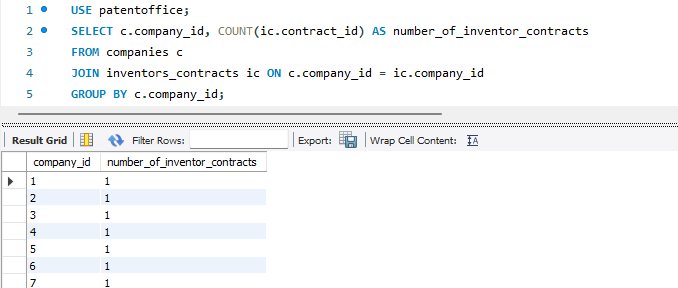 1 USE patentoffice;
2 SELECT c.company_id, COUNT(ic.contract_id) AS number_of_inventor_contracts
3 FROM companies c
4 JOIN inventors_contracts ic ON c.company_id = ic.company_id
5 GROUP BY c.company_id;
Result Grid Filter Rows: Export: Wrap Cell Content: IA
company_id number_of_inventor_contracts
1 1
2 1
3 1
4 1
5 1
6 1
7 1